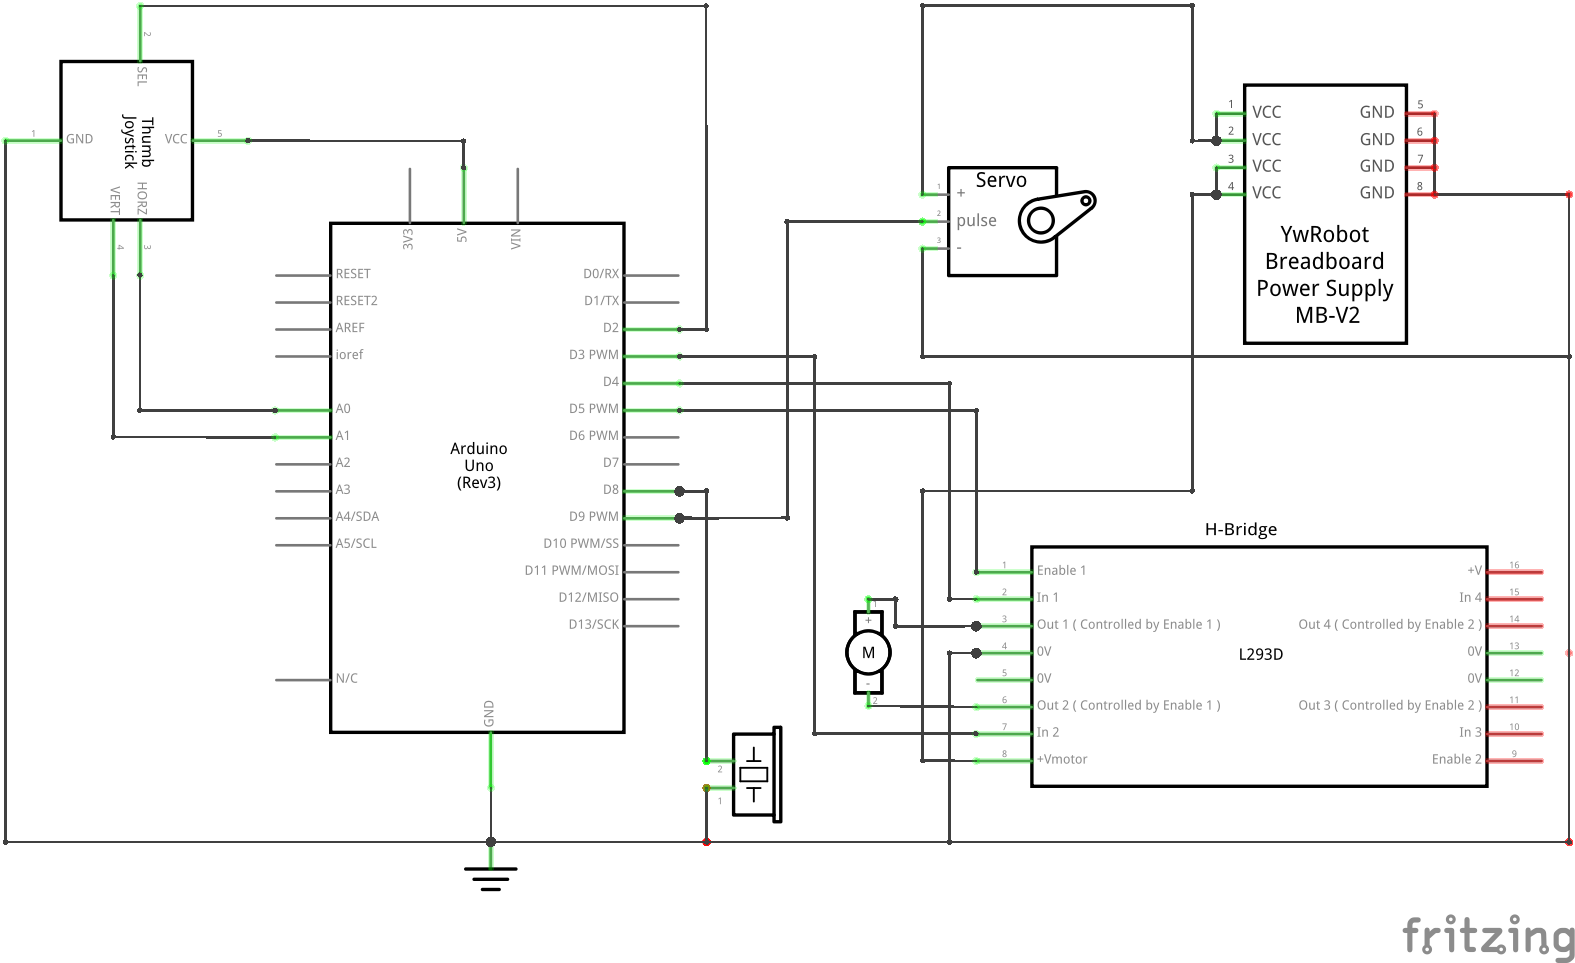 2
SEL
1
GND
Thumb
Joystick
VCC
5
VERT
HORZ
4
3
3V3
5V
VIN
RESET
RESET2
AREF
ioref
A0
A1
A2
A3
A4/SDA
A5/SCL
N/C
D0/RX
D1/TX
D2
D3 PWM
D4
D5 PWM
D6 PWM
D7
D8
D9 PWM
D10 PWM/SS
D11 PWM/MOSI
D12/MISO
D13/SCK
Arduino
Uno
(Rev3)
GND
2
1
Servo
1
+
2
pulse
3
-
1 VCC GND 5
2 VCC GND 6
3 VCC GND 7
4 VCC GND 8
YwRobot
Breadboard
Power Supply
MB-V2
1
+
M
-
2
H-Bridge
1 Enable 1 +V 16
2 In 1 In 4 15
3 Out 1 ( Controlled by Enable 1 ) Out 4 ( Controlled by Enable 2 ) 14
4 0V 0V 13
L293D
5 0V 0V 12
6 Out 2 ( Controlled by Enable 1 ) Out 3 ( Controlled by Enable 2 ) 11
7 In 2 In 3 10
8 +Vmotor Enable 2 9
fritzing